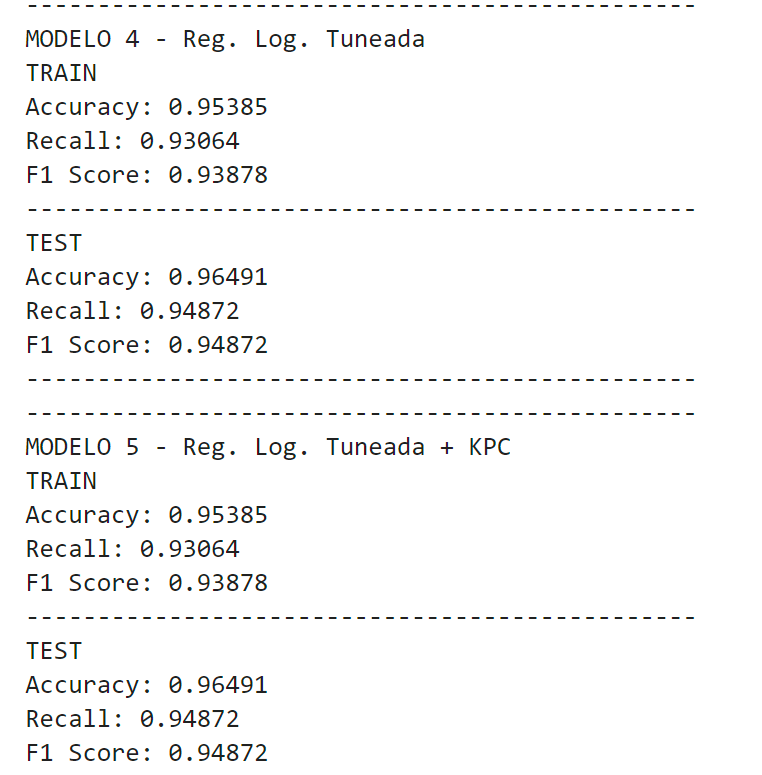 -----------------------------------------------
MODELO 4 - Reg. Log. Tuneada
TRAIN
Accuracy: 0.95385
Recall: 0.93064
F1 Score: 0.93878
-----------------------------------------------
TEST
Accuracy: 0.96491
Recall: 0.94872
F1 Score: 0.94872
-----------------------------------------------
-----------------------------------------------
MODELO 5 - Reg. Log. Tuneada + KPC
TRAIN
Accuracy: 0.95385
Recall: 0.93064
F1 Score: 0.93878
-----------------------------------------------
TEST
Accuracy: 0.96491
Recall: 0.94872
F1 Score: 0.94872